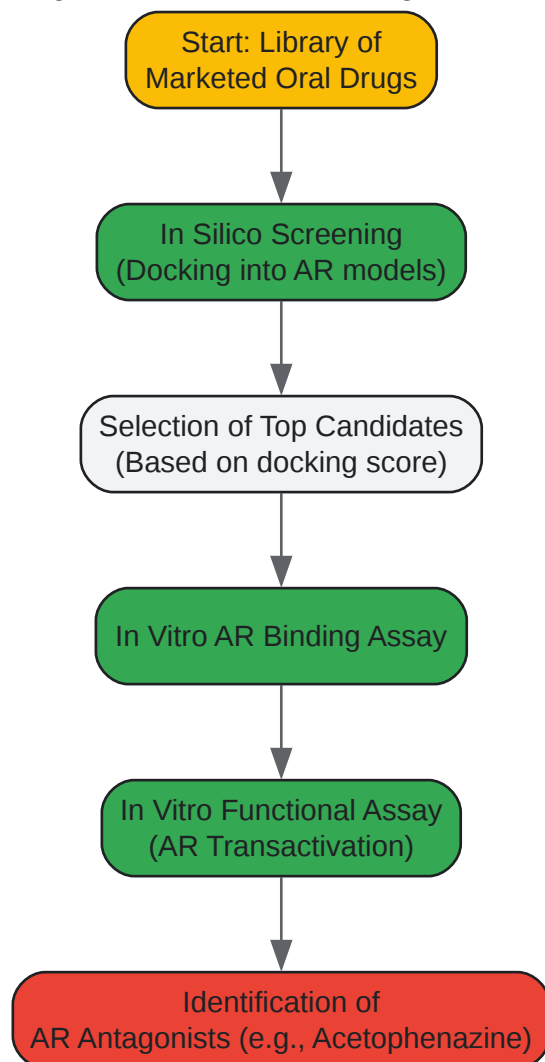 Start: Library of
Marketed Oral Drugs
In Silico Screening
(Docking into AR models)
Selection of Top Candidates
(Based on docking score)
In Vitro AR Binding Assay
In Vitro Functional Assay
(AR Transactivation)
Identification of
AR Antagonists (e.g., Acetophenazine)